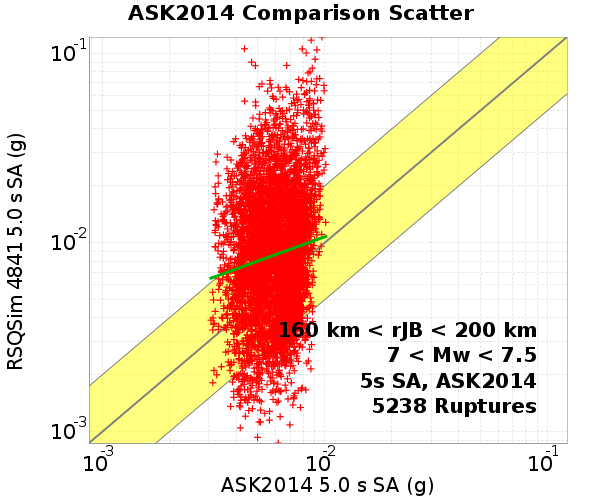 ASK2014 Comparison Scatter
10-1
10-2
10-3
RSQSim 4841 5.0 s SA (g)
160 km < rJB < 200 km
7 < Mw < 7.5
5s SA, ASK2014
5238 Ruptures
10-3 10-2 10-1
ASK2014 5.0 s SA (g)